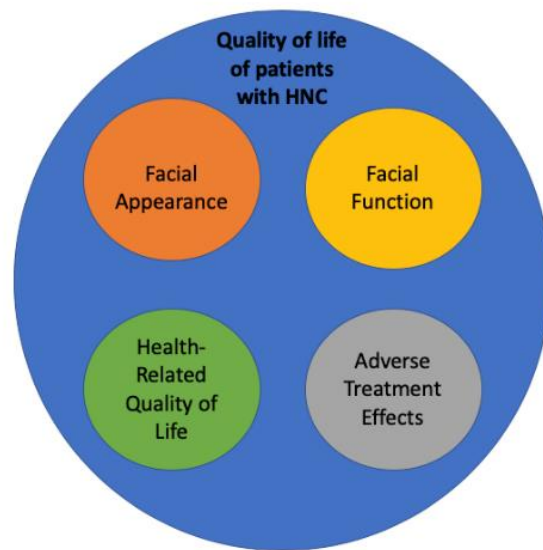 Quality of life
of patients
with HNC
Facial
Appearance
Facial
Function
Health-
Related
Quality of
Life
Adverse
Treatment
Effects